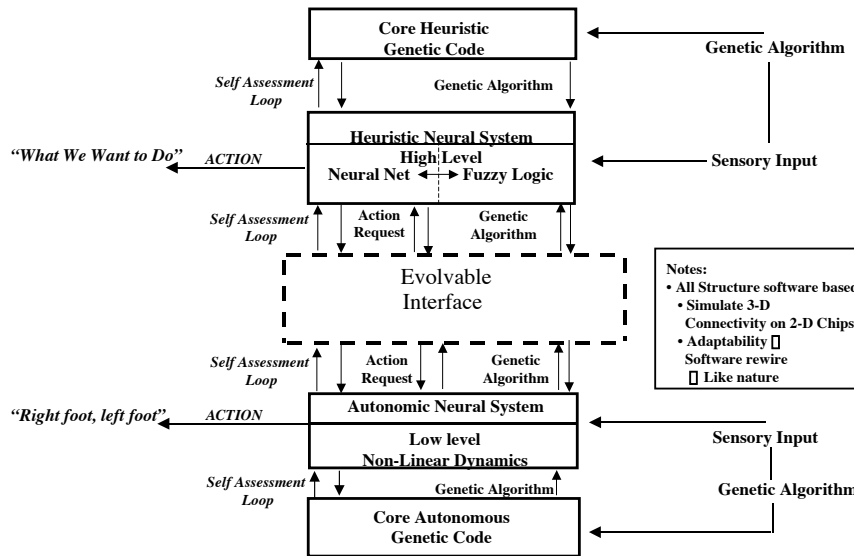 Core Heuristic
Genetic Code
Genetic Algorithm
Self Assessment
Loop
Genetic Algorithm
Heuristic Neural System
High Level
Neural Net
Fuzzy Logic
“What We Want to Do”
ACTION
Sensory Input
Self Assessment
Loop
Action
Request
Genetic
Algorithm
Evolvable
Interface
Notes:
• All Structure software based
• Simulate 3-D
Connectivity on 2-D Chips
• Adaptability
Software rewire
Like nature
Self Assessment
Loop
Action
Request
Genetic
Algorithm
“Right foot, left foot”
ACTION
Autonomic Neural System
Low level
Non-Linear Dynamics
Sensory Input
Self Assessment
Loop
Genetic Algorithm
Genetic Algorithm
Core Autonomous
Genetic Code